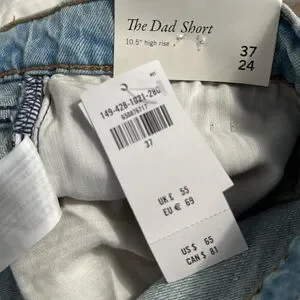 The Dad Short
10.5" high rise
37
24
149-428-1021-280
37
UK £ 55
EU € 69
US $ 65
CAN $ 81